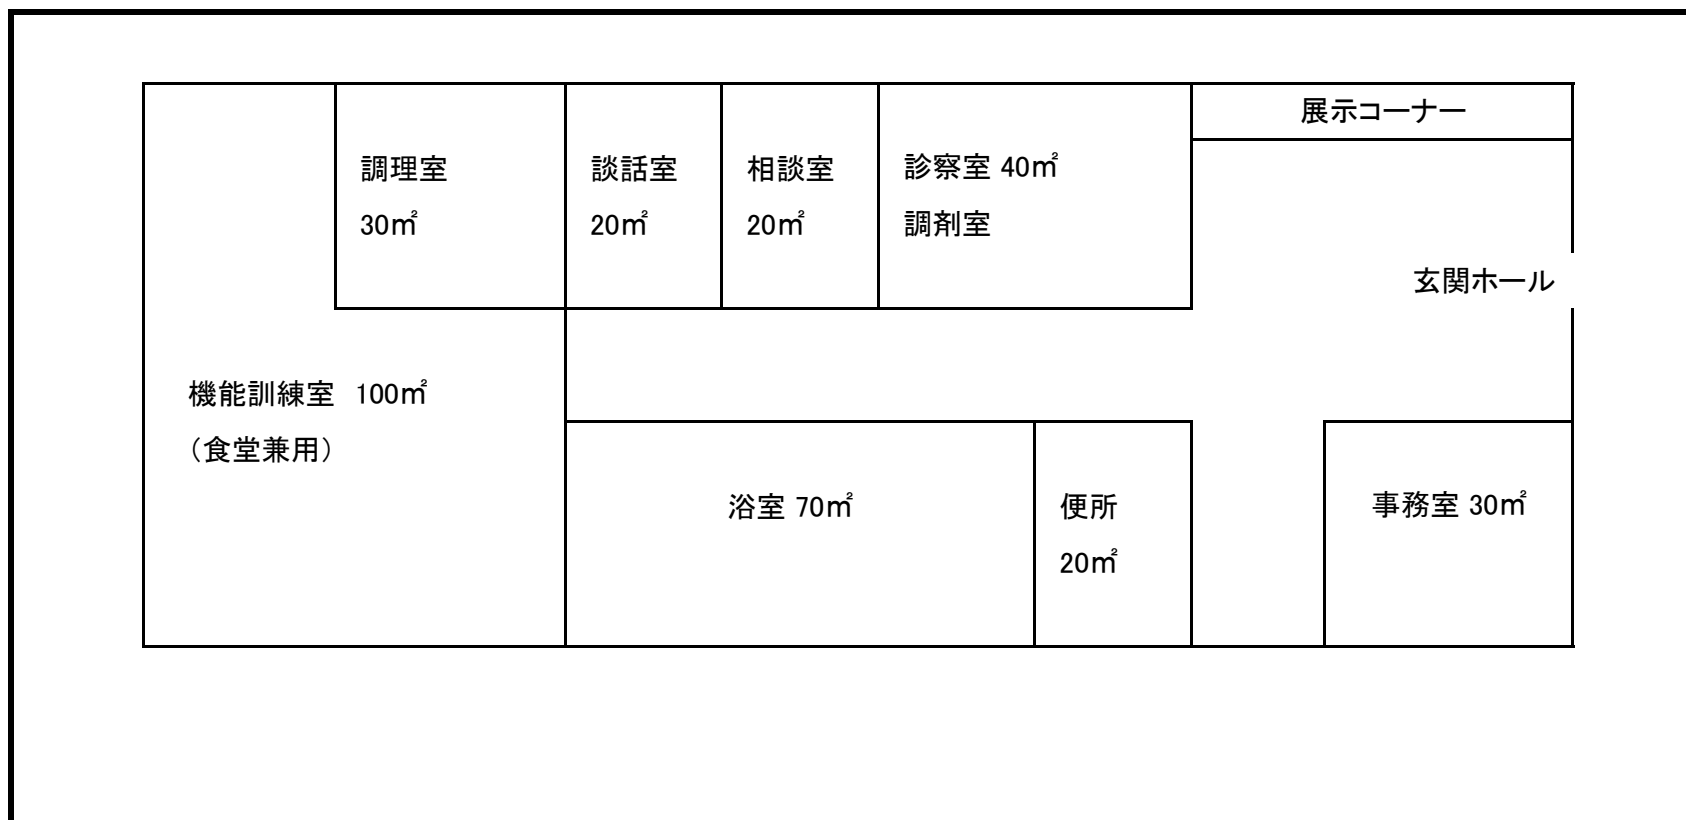 展示コーナー
調理室
30㎡
談話室
20㎡
相談室
20㎡
診察室 40㎡
調剤室
玄関ホール
機能訓練室　100㎡
（食堂兼用）
浴室 70㎡
便所
20㎡
事務室 30㎡